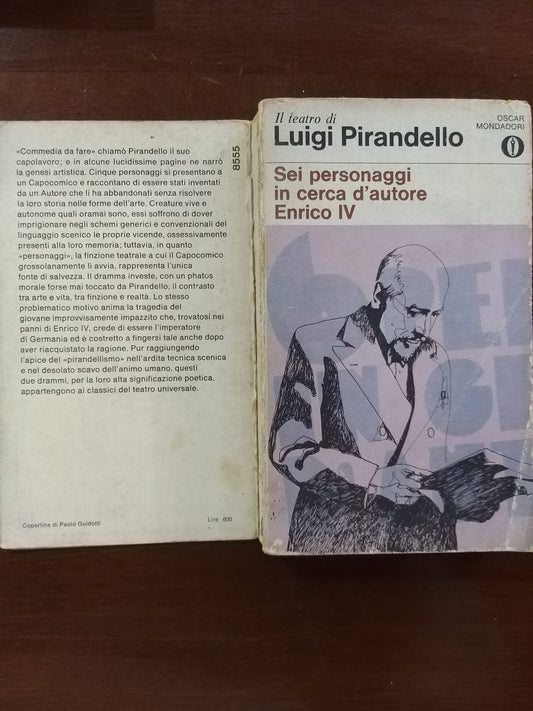 «Commedia da fare» chiamò Pirandello il suo
capolavoro; e in alcune lucidissime pagine ne narrò
la genesi artistica. Cinque personaggi si presentano a
un Capocomico e raccontano di essere stati inventati
da un Autore che li ha abbandonati senza risolvere
la loro storia nelle forme dell'arte. Creature vive e
autonome quali oramai sono, essi soffrono di dover
imprigionare negli schemi generici e convenzionali del
linguaggio scenico le proprie vicende, ossessivamente
presenti alla loro memoria; tuttavia, in quanto
«personaggi», la finzione teatrale a cui il Capocomico
grossolanamente li avvia, rappresenta l'unica
fonte di salvezza. Il dramma investe, con un phatos
morale forse mai toccato da Pirandello, il contrasto
tra arte e vita, tra finzione e realtà. Lo stesso
problematico motivo anima la tragedia del
giovane improvvisamente impazzito che, trovatosi nei
panni di Enrico IV, crede di essere l'imperatore
di Germania ed è costretto a fingersi tale anche dopo
aver riacquistato la ragione. Pur raggiungendo
l'apice del «pirandellismo» nell'ardita tecnica scenica
e nel desolato scavo dell'animo umano, questi
due drammi, per la loro alta significazione poetica,
appartengono ai classici del teatro universale.
8555
Copertina di Paolo Guidotti
Lire 600
Il teatro di
Luigi Pirandello
OSCAR
MONDADORI
Sei personaggi
in cerca d'autore
Enrico IV